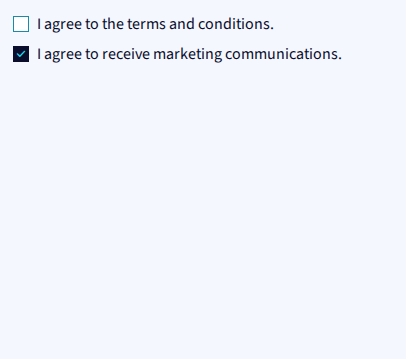 I agree to the terms and conditions.
I agree to receive marketing communications.